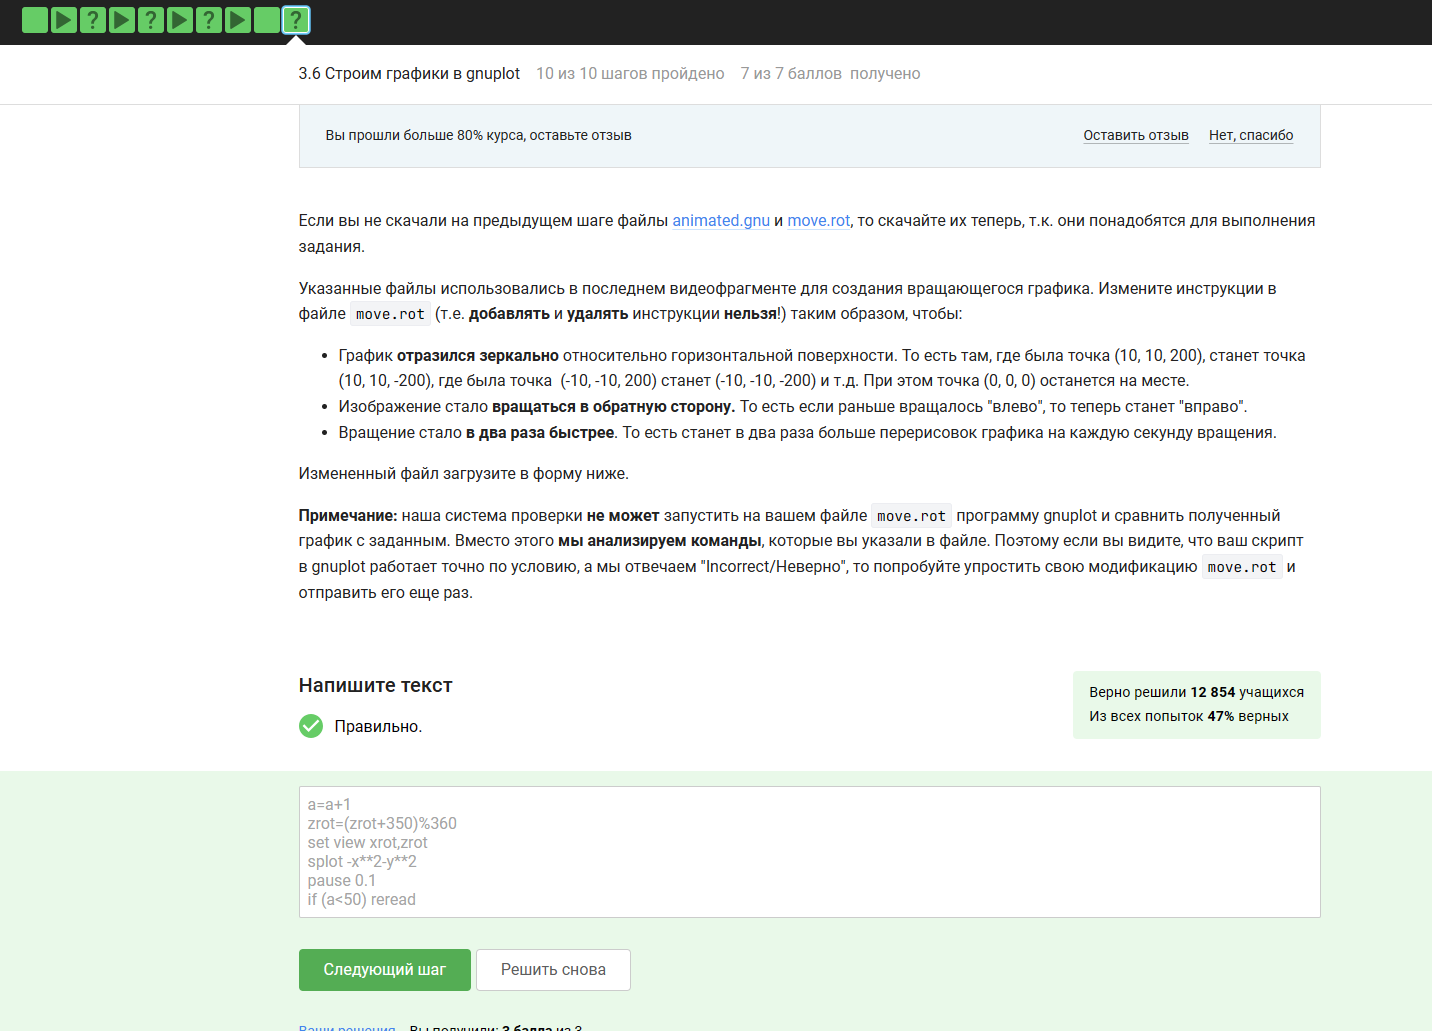 3.6 Строим графики в gnuplot 10 из 10 шагов пройдено 7 из 7 баллов получено
Вы прошли больше 80% курса, оставьте отзыв Оставить отзыв Нет, спасибо
Если вы не скачали на предыдущем шаге файлы animated.gnu и move.rot, то скачайте их теперь, т.к. они понадобятся для выполнения
задания.
Указанные файлы использовались в последнем видеофрагменте для создания вращающегося графика. Измените инструкции в
файле move.rot (т.е. добавлять и удалять инструкции нельзя!) таким образом, чтобы:
• График отразился зеркально относительно горизонтальной поверхности. То есть там, где была точка (10, 10, 200), станет точка
(10, 10, -200), где была точка (-10, -10, 200) станет (-10, -10, -200) и т.д. При этом точка (0, 0, 0) останется на месте.
• Изображение стало вращаться в обратную сторону. То есть если раньше вращалось "влево", то теперь станет "вправо".
• Вращение стало в два раза быстрее. То есть станет в два раза больше перерисовок графика на каждую секунду вращения.
Измененный файл загрузите в форму ниже.
Примечание: наша система проверки не может запустить на вашем файле move.rot программу gnuplot и сравнить полученный
график с заданным. Вместо этого мы анализируем команды, которые вы указали в файле. Поэтому если вы видите, что ваш скрипт
в gnuplot работает точно по условию, а мы отвечаем "Incorrect/Неверно", то попробуйте упростить свою модификацию move.rot и
отправить его еще раз.
Напишите текст
Правильно.
Верно решили 12 854 учащихся
Из всех попыток 47% верных
a=a+1
zrot=(zrot+350)%360
set view xrot,zrot
splot -x**2-y**2
pause 0.1
if (a<50) reread
Следующий шаг Решить снова
Ваши решения Вы получили: 3 балла из 3